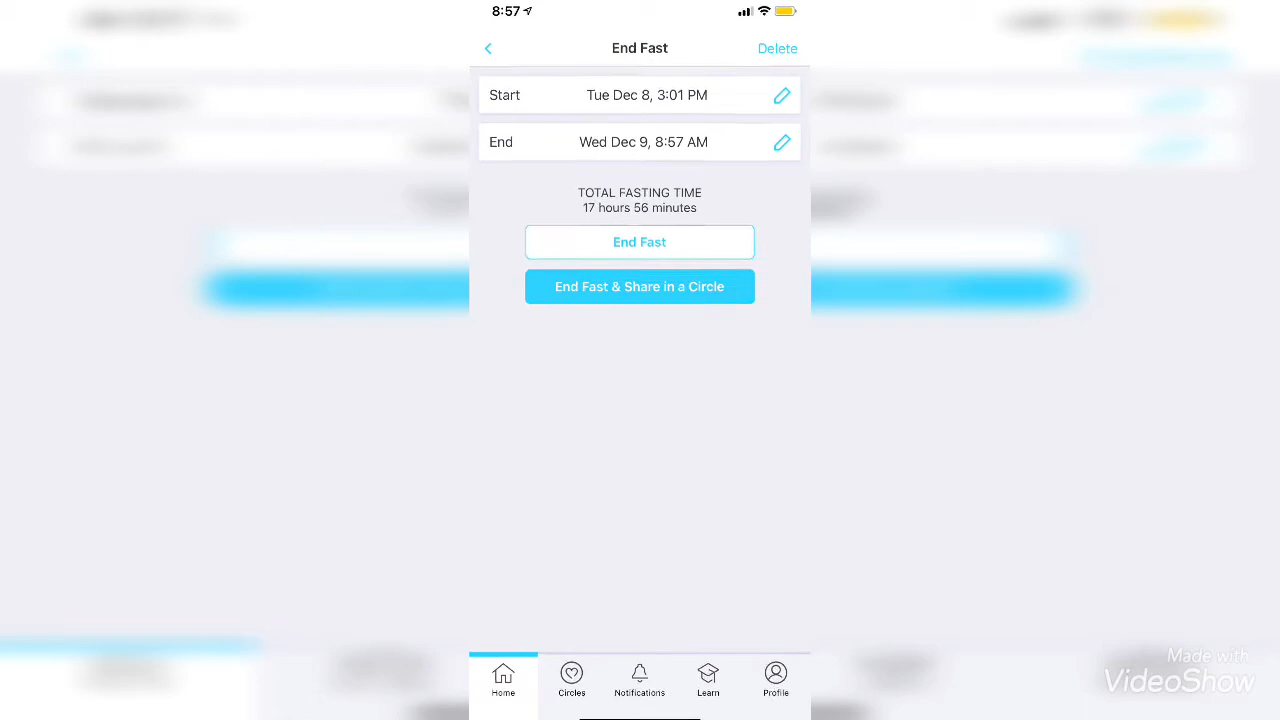 8:57
End Fast
Delete
Start Tue Dec 8, 3:01 PM
End Wed Dec 9, 8:57 AM
TOTAL FASTING TIME
17 hours 56 minutes
End Fast
End Fast & Share in a Circle
Home Circles Notifications Learn Profile
Made with
VideoShow